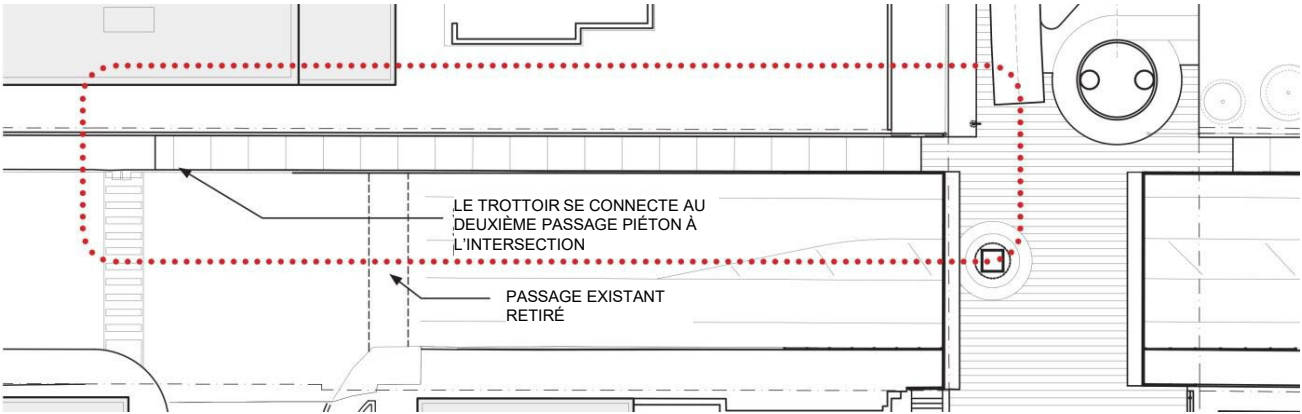 LE TROTTOIR SE CONNECTE AU
DEUXIÈME PASSAGE PIÉTON À
L'INTERSECTION
PASSAGE EXISTANT
RETIRÉ